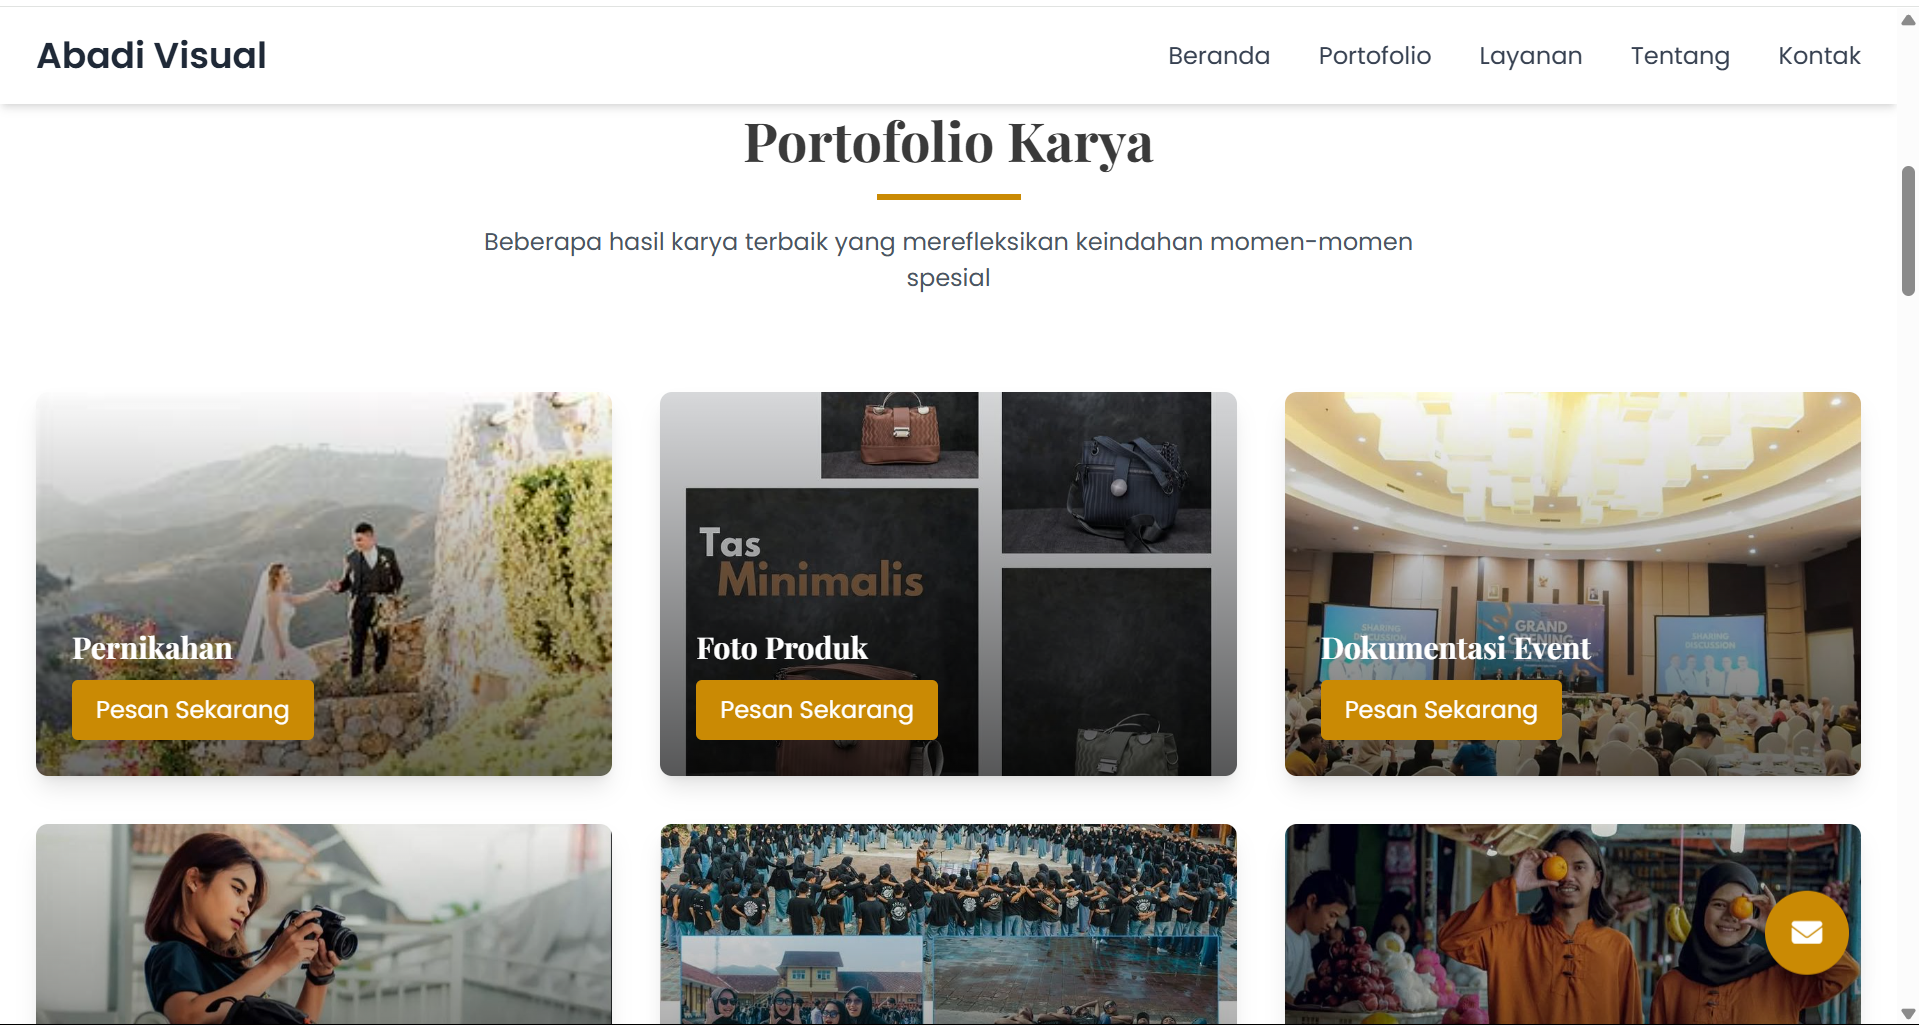 Abadi Visual
Beranda
Portofolio
Layanan
Tentang
Kontak
Portofolio Karya
Beberapa hasil karya terbaik yang merefleksikan keindahan momen-momen
spesial
Pernikahan
Pesan Sekarang
Tas
Minimalis
Foto Produk
Pesan Sekarang
SHARING
DISCUSSION
GRAND
OPENING
SHARING
DISCUSSION
Dokumentasi Event
Pesan Sekarang